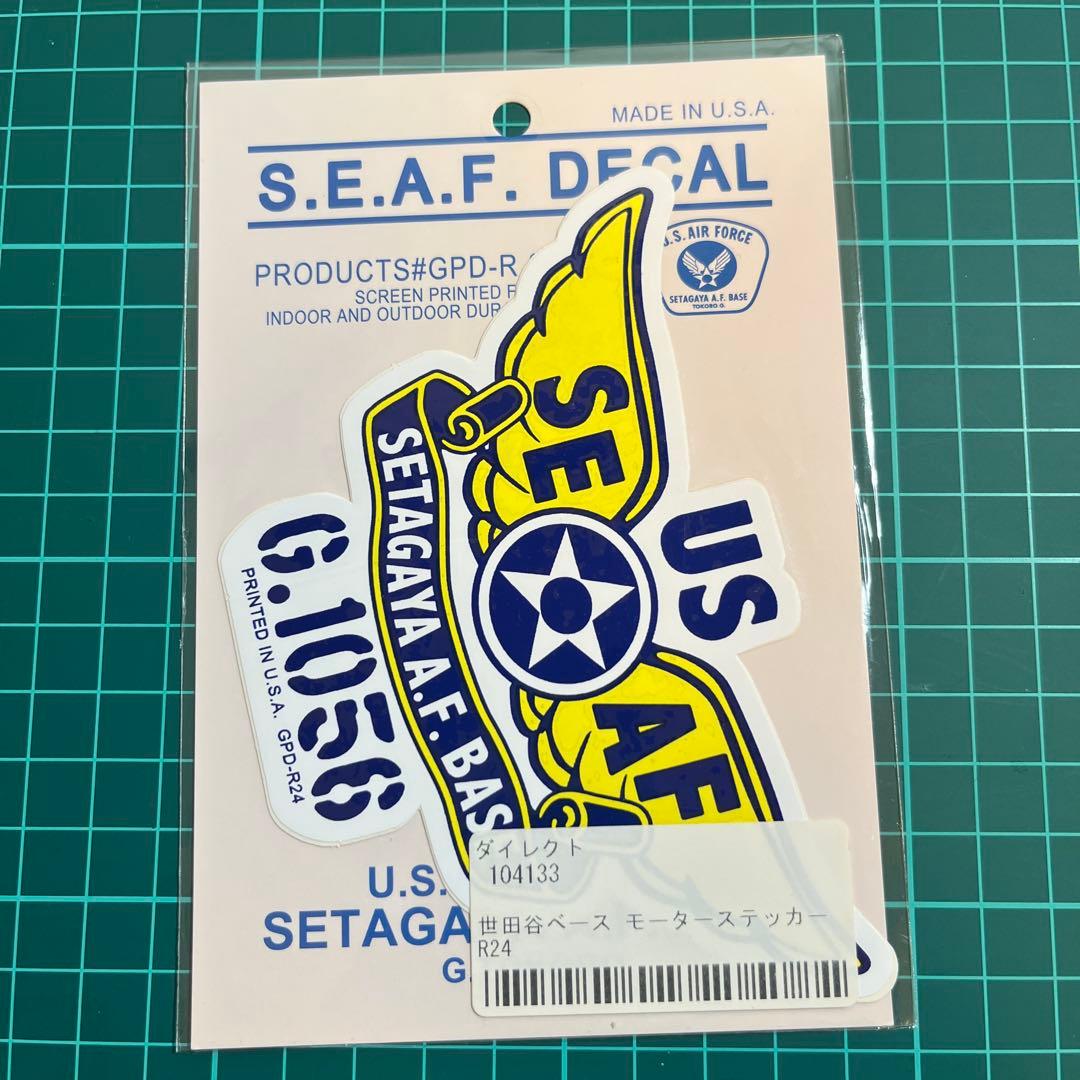 MADE IN U.S.A.
S.E.A.F. DECAL
PRODUCTS#GPD-R
SCREEN PRINTED
INDOOR AND OUTDOOR
U.S. AIR FORCE
SETAGAYA A.F. BASE
TOKORO G.
SE
AF
US
SETAGAYA A.F. BAS
G.1056
PRINTED IN U.S.A. GPD-R24
U.S.
SETAGA
G.
ダイレクト
104133
世田谷ベース モーターステッカー
R24